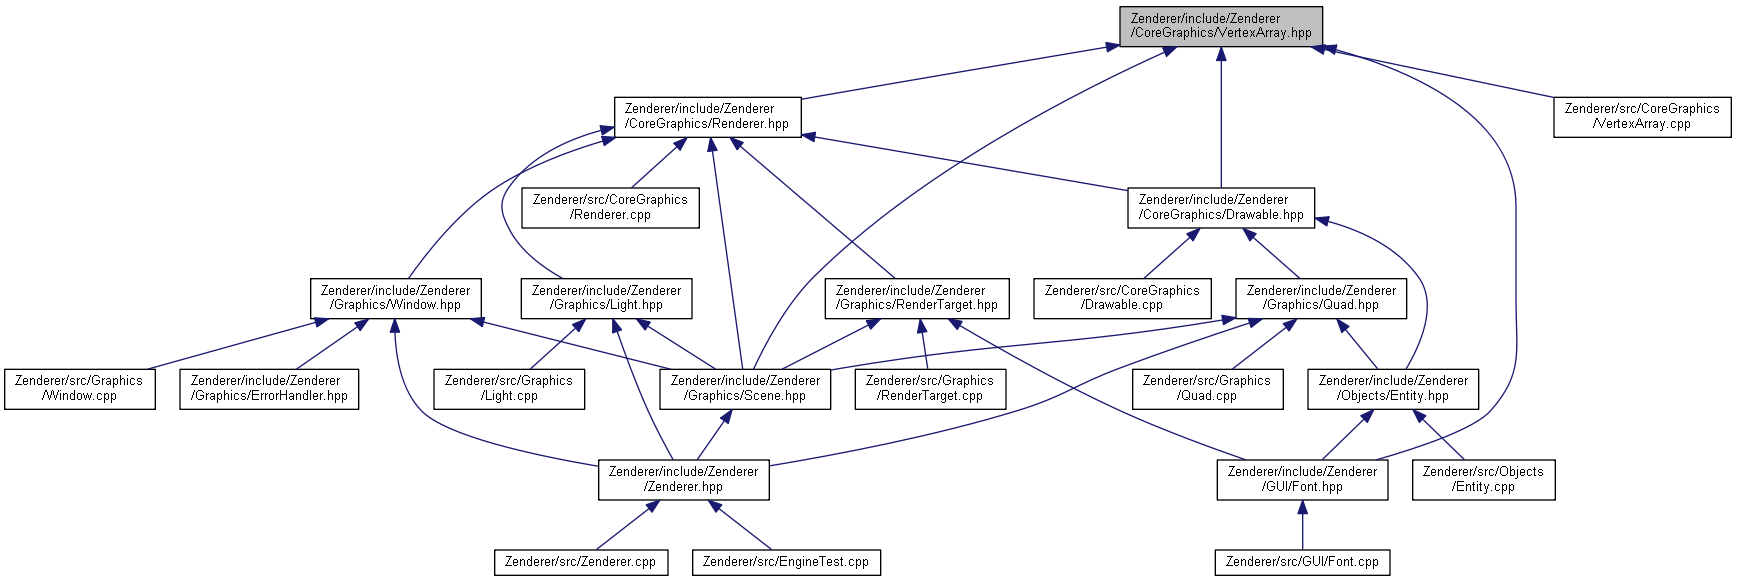 Zenderer/include/Zenderer
/CoreGraphics/VertexArray.hpp
Zenderer/include/Zenderer
/CoreGraphics/Renderer.hpp
Zenderer/src/CoreGraphics
/VertexArray.cpp
Zenderer/src/CoreGraphics
/Renderer.cpp
Zenderer/include/Zenderer
/CoreGraphics/Drawable.hpp
Zenderer/include/Zenderer
/Graphics/Window.hpp
Zenderer/include/Zenderer
/Graphics/Light.hpp
Zenderer/include/Zenderer
/Graphics/RenderTarget.hpp
Zenderer/src/CoreGraphics
/Drawable.cpp
Zenderer/include/Zenderer
/Graphics/Quad.hpp
Zenderer/src/Graphics
/Window.cpp
Zenderer/include/Zenderer
/Graphics/ErrorHandler.hpp
Zenderer/src/Graphics
/Light.cpp
Zenderer/include/Zenderer
/Graphics/Scene.hpp
Zenderer/src/Graphics
/RenderTarget.cpp
Zenderer/src/Graphics
/Quad.cpp
Zenderer/include/Zenderer
/Objects/Entity.hpp
Zenderer/include/Zenderer
/Zenderer.hpp
Zenderer/include/Zenderer
/GUI/Font.hpp
Zenderer/src/Objects
/Entity.cpp
Zenderer/src/Zenderer.cpp
Zenderer/src/EngineTest.cpp
Zenderer/src/GUI/Font.cpp